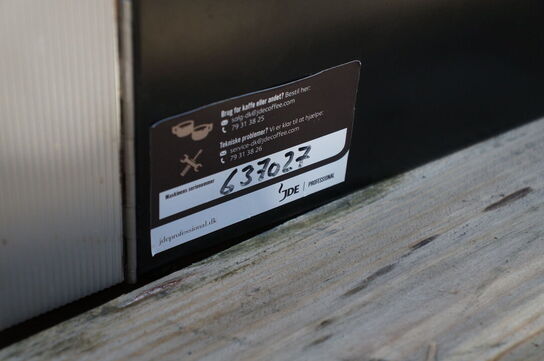 Brug for kaffe eller andet? Bestil her:
salg-dk@jdecoffee.com
79 31 38 25
Tekniske problemer? Vi er klar til at hjælpe:
service-dk@jdecoffee.com
79 31 38 26
Maskinens serienummer 637027
JDE PROFESSIONAL
jdeprofessional.dk